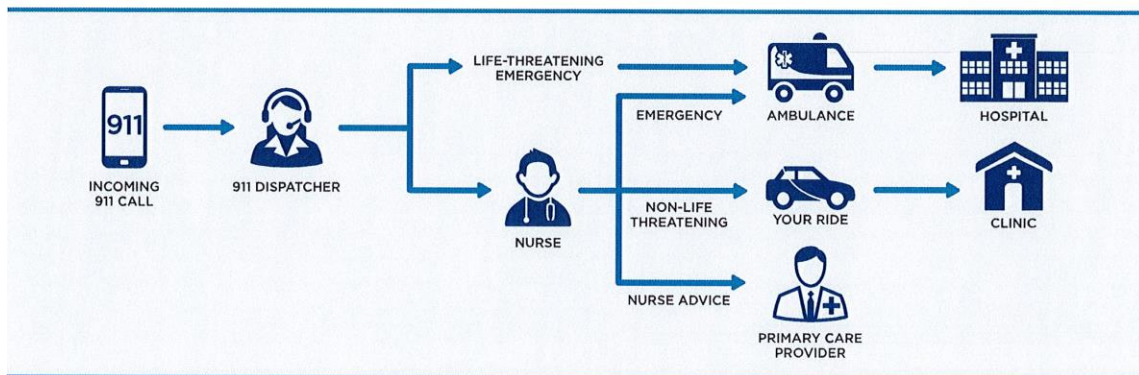 LIFE-THREATENING
EMERGENCY
911
EMERGENCY
AMBULANCE
HOSPITAL
INCOMING
911 CALL
911 DISPATCHER
NURSE
NON-LIFE
THREATENING
YOUR RIDE
CLINIC
NURSE ADVICE
PRIMARY CARE
PROVIDER